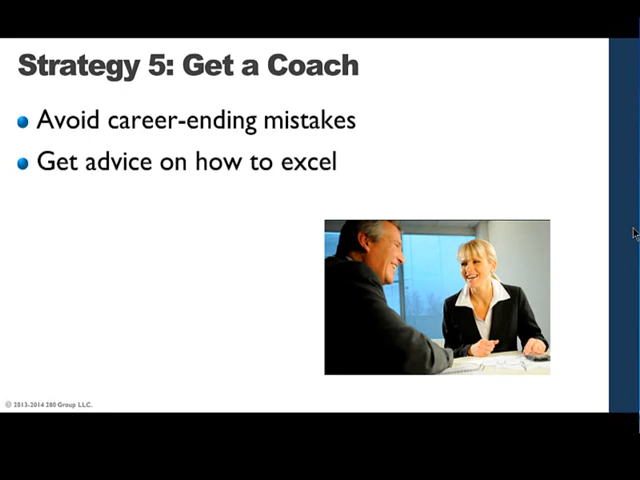 Strategy 5: Get a Coach
Avoid career-ending mistakes
Get advice on how to excel
© 2013-2014 280 Group LLC.